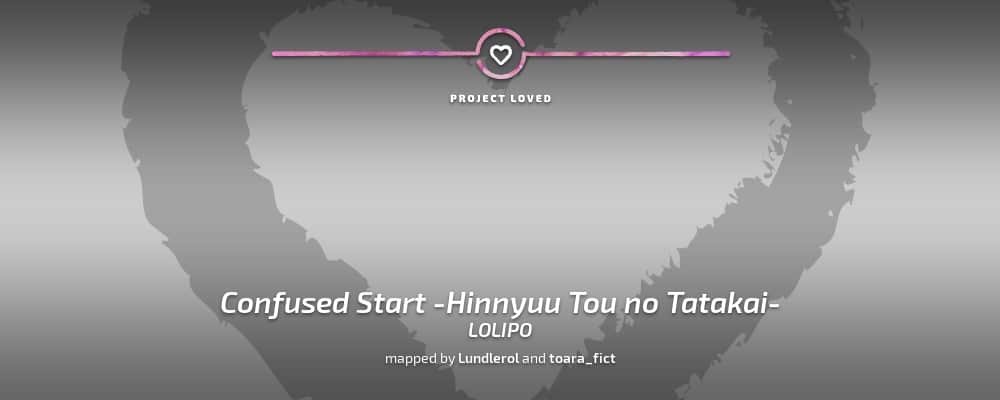 PROJECT LOVED
Confused Start -Hinnyuu Tou no Tatakai-
LOLIPO
mapped by Lundlerol and toara_fict